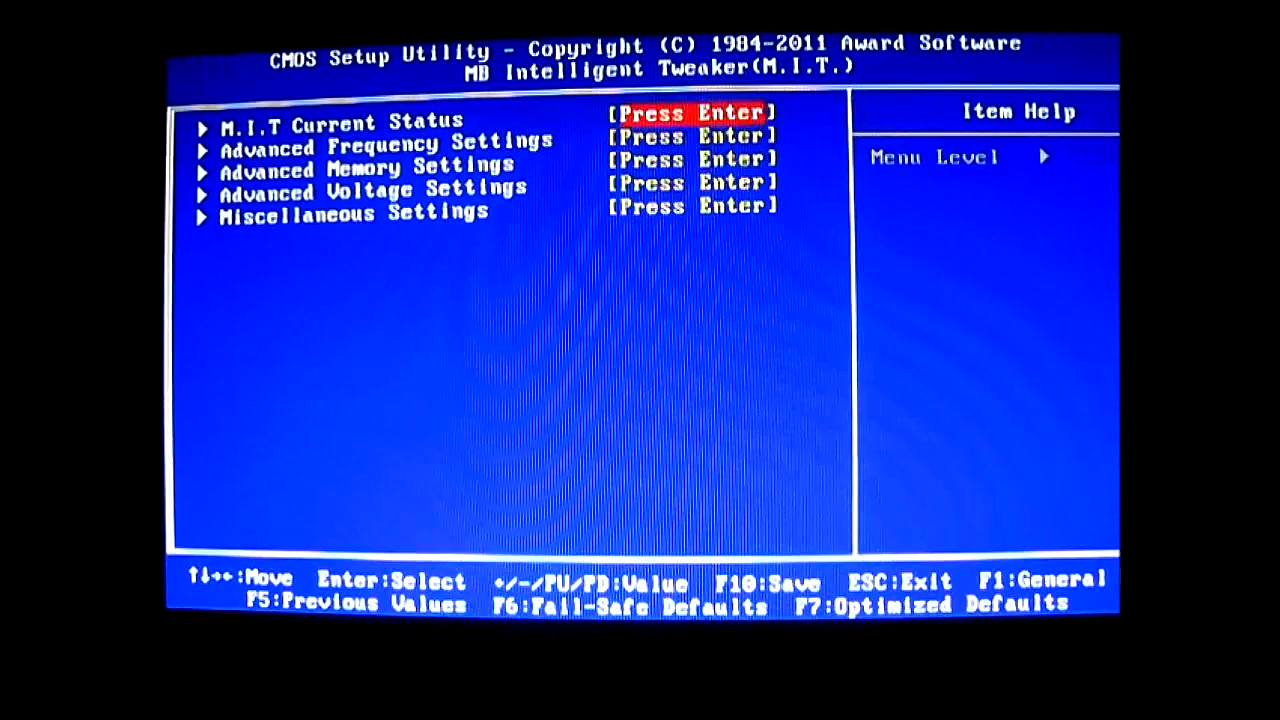 CMOS Setup Utility - Copyright (C) 1984-2011 Award Software
MB Intelligent Tweaker(M.I.T.)
M.I.T Current Status [Press Enter]
Advanced Frequency Settings [Press Enter]
Advanced Memory Settings [Press Enter]
Advanced Voltage Settings [Press Enter]
Miscellaneous Settings [Press Enter]
Item Help
Menu Level ▶
↑↓→←:Move Enter:Select +/-/PU/PD:Value F10:Save ESC:Exit F1:General
F5:Previous Values F6:Fail-Safe Defaults F7:Optimized Defaults